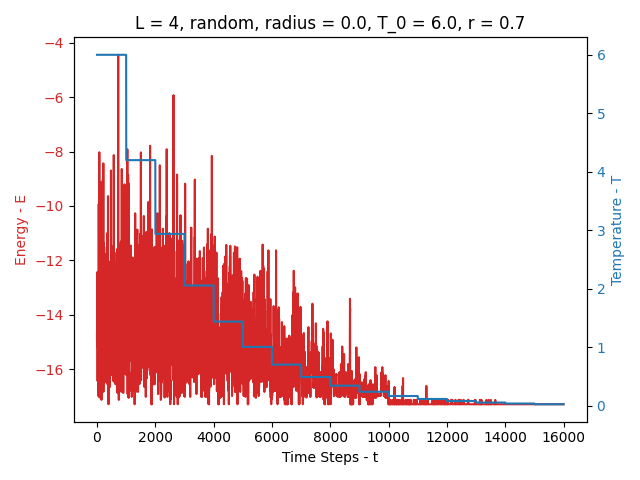 L = 4, random, radius = 0.0, T_0 = 6.0, r = 0.7
−4
−6
−8
−10
−12
−14
−16
Energy - E
6
5
4
3
2
1
0
Temperature - T
0 2000 4000 6000 8000 10000 12000 14000 16000
Time Steps - t